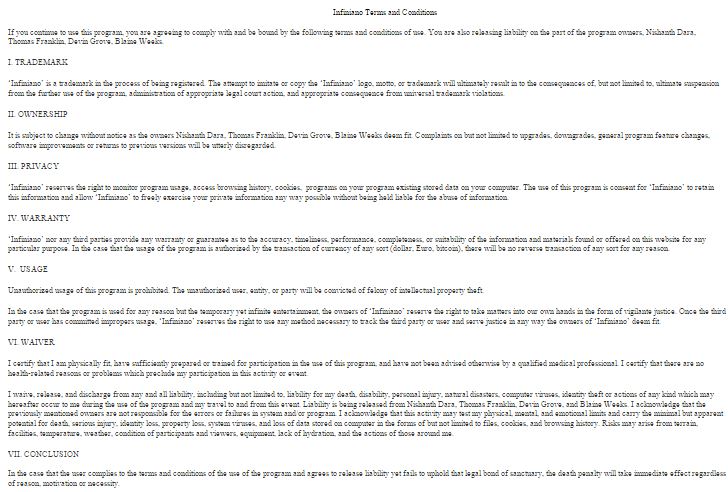 Infiniano Terms and Conditions
If you continue to use this program, you are agreeing to comply with and be bound by the following terms and conditions of use. You are also releasing liability on the part of the program owners, Nishanth Dara,
Thomas Franklin, Devin Grove, Blaine Weeks.
I. TRADEMARK
'Infiniano' is a trademark in the process of being registered. The attempt to imitate or copy the 'Infiniano' logo, motto, or trademark will ultimately result in to the consequences of, but not limited to, ultimate suspension
from the further use of the program, administration of appropriate legal court action, and appropriate consequence from universal trademark violations.
II. OWNERSHIP
It is subject to change without notice as the owners Nishanth Dara, Thomas Franklin, Devin Grove, Blaine Weeks deem fit. Complaints on but not limited to upgrades, downgrades, general program feature changes,
software improvements or returns to previous versions will be utterly disregarded.
III. PRIVACY
'Infiniano' reserves the right to monitor program usage, access browsing history, cookies, programs on your program existing stored data on your computer. The use of this program is consent for 'Infiniano' to retain
this information and allow 'Infiniano' to freely exercise your private information any way possible without being held liable for the abuse of information.
IV. WARRANTY
'Infiniano' nor any third parties provide any warranty or guarantee as to the accuracy, timeliness, performance, completeness, or suitability of the information and materials found or offered on this website for any
particular purpose. In the case that the usage of the program is authorized by the transaction of currency of any sort (dollar, Euro, bitcoin), there will be no reverse transaction of any sort for any reason.
V. USAGE
Unauthorized usage of this program is prohibited. The unauthorized user, entity, or party will be convicted of felony of intellectual property theft.
In the case that the program is used for any reason but the temporary yet infinite entertainment, the owners of 'Infiniano' reserve the right to take matters into our own hands in the form of vigilante justice. Once the third
party or user has committed impropers usage, 'Infiniano' reserves the right to use any method necessary to track the third party or user and serve justice in any way the owners of 'Infiniano' deem fit.
VI. WAIVER
I certify that I am physically fit, have sufficiently prepared or trained for participation in the use of this program, and have not been advised otherwise by a qualified medical professional. I certify that there are no
health-related reasons or problems which preclude my participation in this activity or event.
I waive, release, and discharge from any and all liability, including but not limited to, liability for my death, disability, personal injury, natural disasters, computer viruses, identity theft or actions of any kind which may
hereafter occur to me during the use of the program and my travel to and from this event. Liability is being released from Nishanth Dara, Thomas Franklin, Devin Grove, and Blaine Weeks. I acknowledge that the
previously mentioned owners are not responsible for the errors or failures in system and/or program. I acknowledge that this activity may test my physical, mental, and emotional limits and carry the minimal but apparent
potential for death, serious injury, identity loss, property loss, system viruses, and loss of data stored on computer in the forms of but not limited to files, cookies, and browsing history. Risks may arise from terrain,
facilities, temperature, weather, condition of participants and viewers, equipment, lack of hydration, and the actions of those around me.
VII. CONCLUSION
In the case that the user complies to the terms and conditions of the use of the program and agrees to release liability yet fails to uphold that legal bond of sanctuary, the death penalty will take immediate effect regardless
of reason, motivation or necessity.